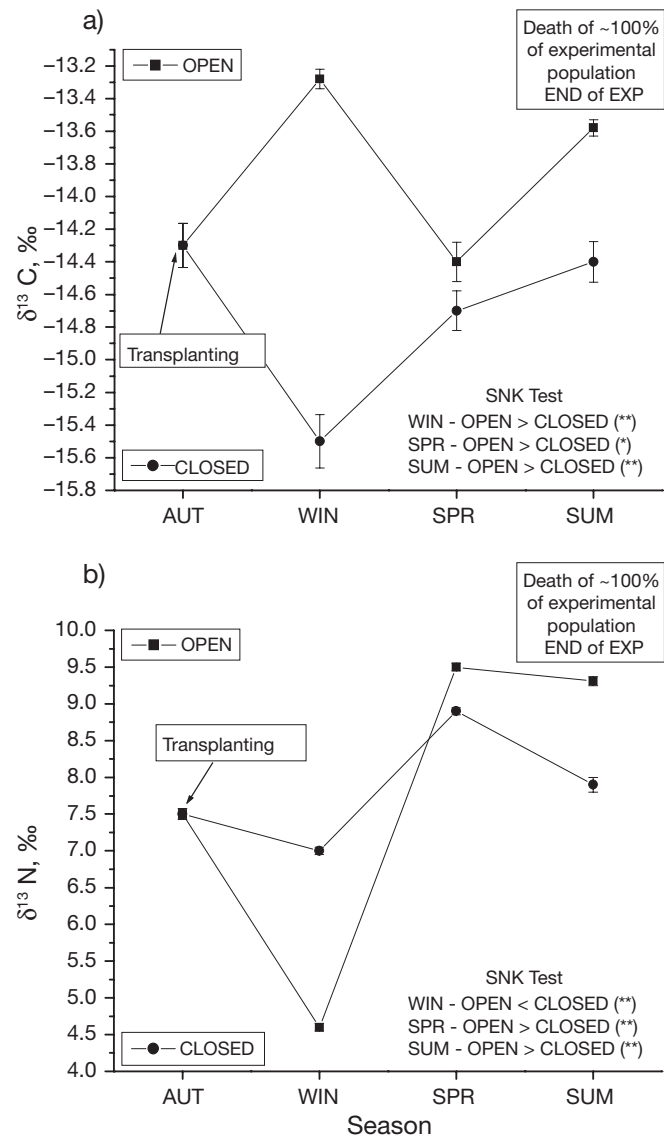 a)
OPEN
Death of ~100%
of experimental
population
END of EXP
–13.2
–13.4
–13.6
–13.8
–14.0
–14.2
–14.4
–14.6
–14.8
–15.0
–15.2
–15.4
–15.6
–15.8
δ¹³ C, ‰
Transplanting
SNK Test
WIN - OPEN > CLOSED (**)
SPR - OPEN > CLOSED (*)
SUM - OPEN > CLOSED (**)
CLOSED
AUT WIN SPR SUM
b)
OPEN
Death of ~100%
of experimental
population
END of EXP
10.0
9.5
9.0
8.5
8.0
7.5
7.0
6.5
6.0
5.5
5.0
4.5
4.0
δ¹³ N, ‰
Transplanting
SNK Test
WIN - OPEN < CLOSED (**)
SPR - OPEN > CLOSED (**)
SUM - OPEN > CLOSED (**)
CLOSED
AUT WIN SPR SUM
Season